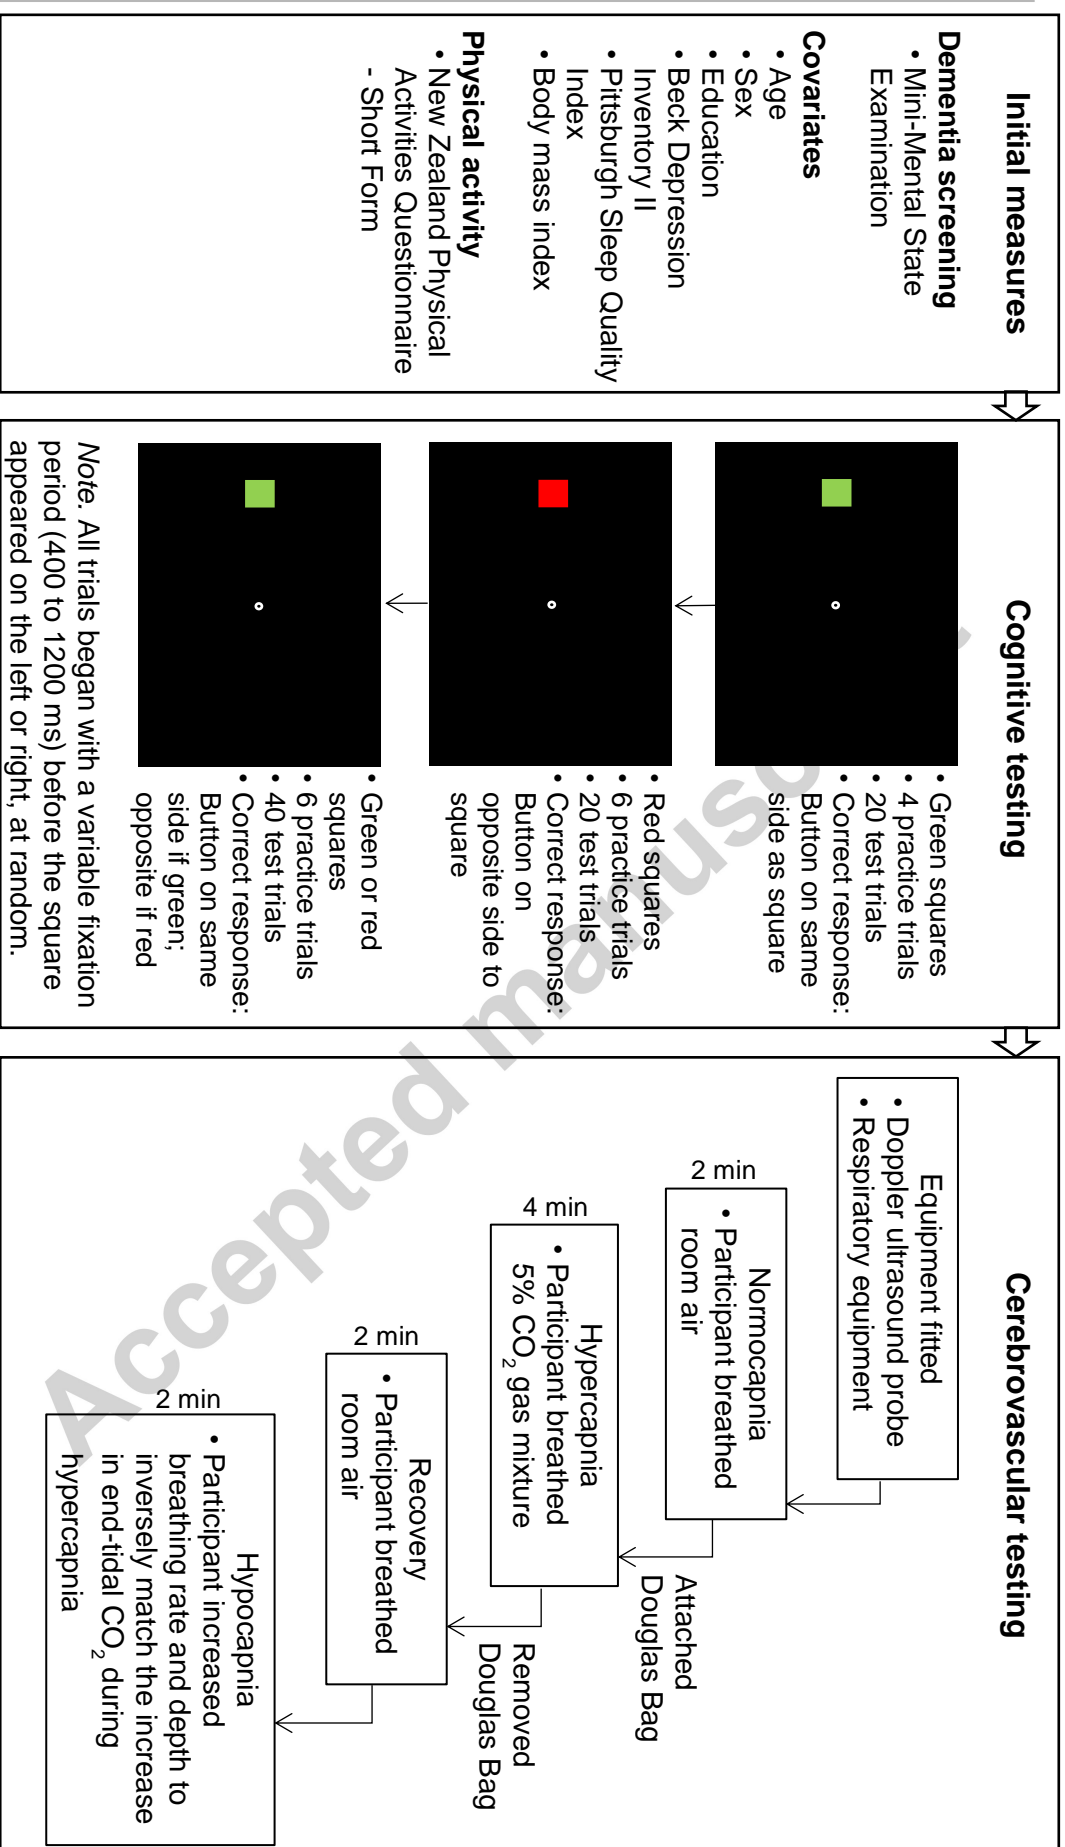 Initial measures
Dementia screening
• Mini-Mental State
Examination
Covariates
• Age
• Sex
• Education
• Beck Depression
Inventory II
• Pittsburgh Sleep Quality
Index
• Body mass index
Physical activity
• New Zealand Physical
Activities Questionnaire
- Short Form
Cognitive testing
• Green squares
• 4 practice trials
• 20 test trials
• Correct response:
Button on same
side as square
• Red squares
• 6 practice trials
• 20 test trials
• Correct response:
Button on
opposite side to
square
• Green or red
squares
• 6 practice trials
• 40 test trials
• Correct response:
Button on same
side if green;
opposite if red
Note. All trials began with a variable fixation
period (400 to 1200 ms) before the square
appeared on the left or right, at random.
Cerebrovascular testing
Equipment fitted
• Doppler ultrasound probe
• Respiratory equipment
2 min
Normocapnia
• Participant breathed
room air
Attached
Douglas Bag
4 min
Hypercapnia
• Participant breathed
5% CO2 gas mixture
Removed
Douglas Bag
2 min
Recovery
• Participant breathed
room air
2 min
Hypocapnia
• Participant increased
breathing rate and depth to
inversely match the increase
in end-tidal CO2 during
hypercapnia
Accepted manuscript